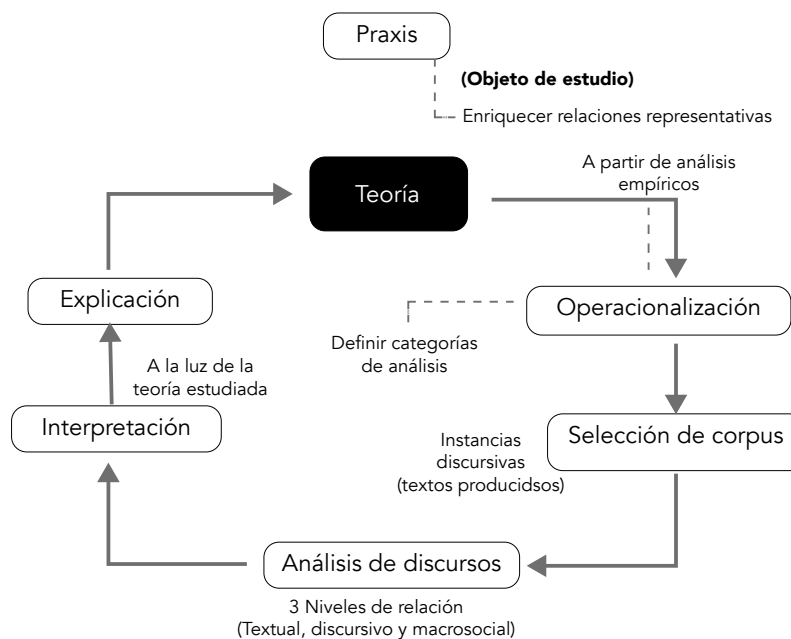 Praxis
(Objeto de estudio)
Enriquecer relaciones representativas
Teoría
A partir de análisis
empíricos
Operacionalización
Definir categorías
de análisis
Selección de corpus
Instancias
discursivas
(textos producidsos)
Análisis de discursos
3 Niveles de relación
(Textual, discursivo y macrosocial)
Interpretación
A la luz de la
teoría estudiada
Explicación